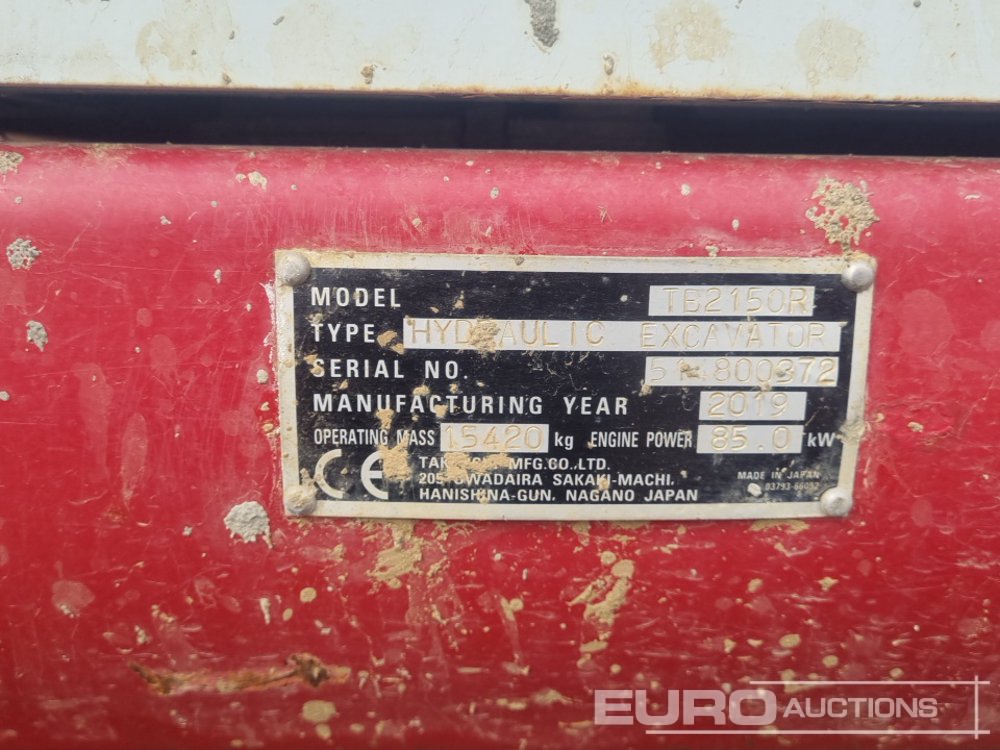 MODEL TB2150R
TYPE HYDRAULIC EXCAVATOR
SERIAL NO.
MANUFACTURING YEAR 2019
OPERATING MASS 15420 kg ENGINE POWER 85.0 kW
CE
MFG.CO.,LTD.
SAKAKI-MACHI,
HANISHINA-GUN, NAGANO JAPAN
MADE IN JAPAN
EURO AUCTIONS